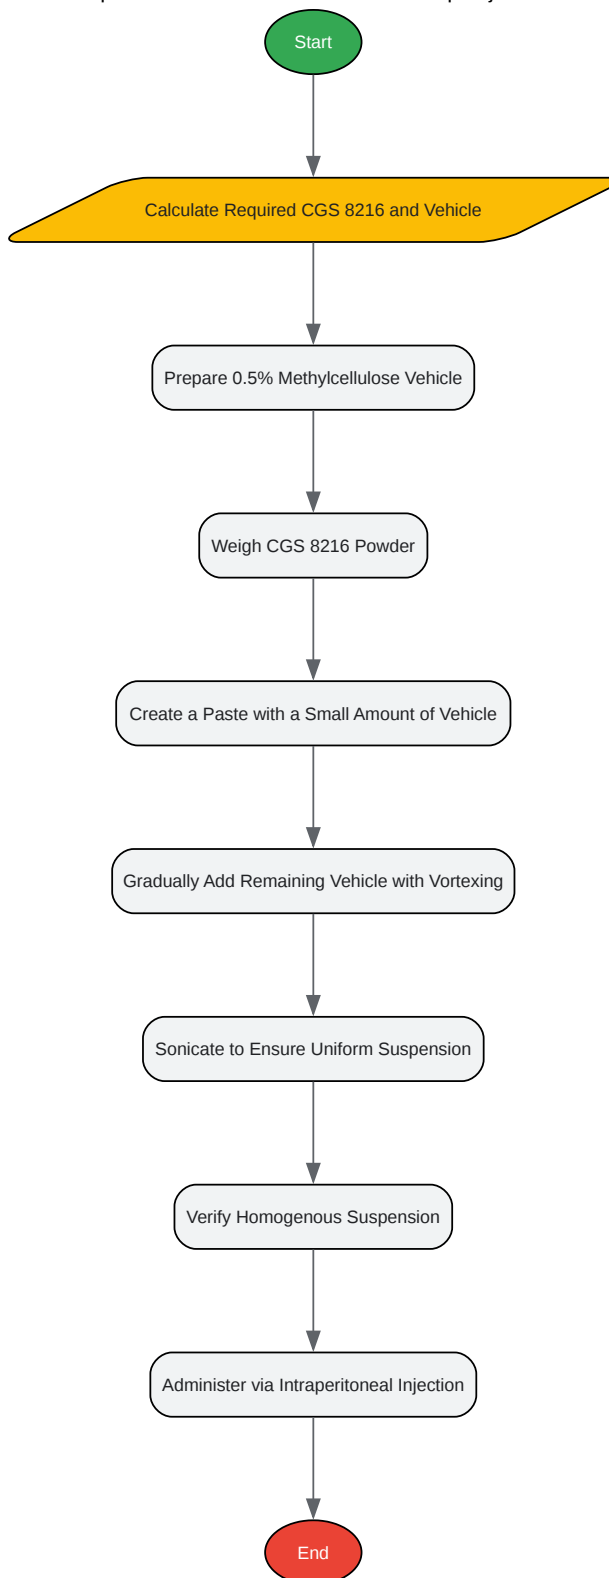 Start
Calculate Required CGS 8216 and Vehicle
Prepare 0.5% Methylcellulose Vehicle
Weigh CGS 8216 Powder
Create a Paste with a Small Amount of Vehicle
Gradually Add Remaining Vehicle with Vortexing
Sonicate to Ensure Uniform Suspension
Verify Homogenous Suspension
Administer via Intraperitoneal Injection
End